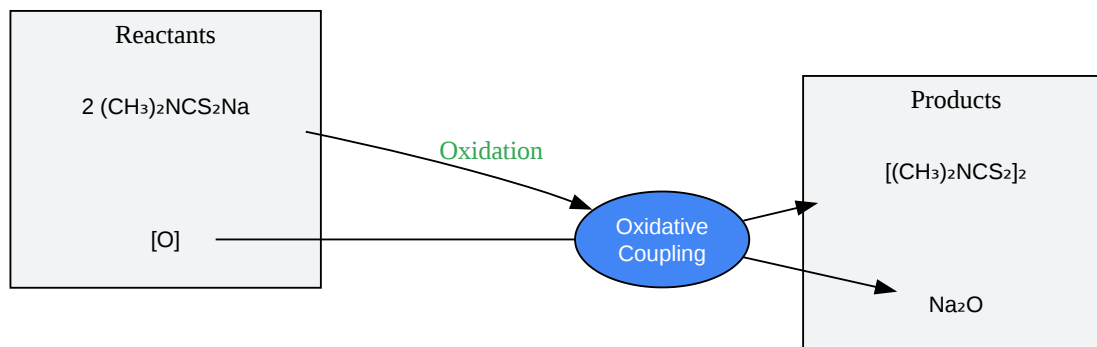 Reactants
2 (CH₃)₂NCS₂Na
[O]
Oxidation
Oxidative
Coupling
Products
[(CH₃)₂NCS₂]₂
Na₂O